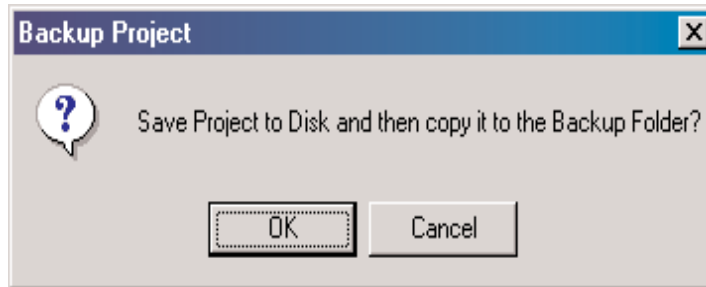 Backup Project
Save Project to Disk and then copy it to the Backup Folder?
OK
Cancel